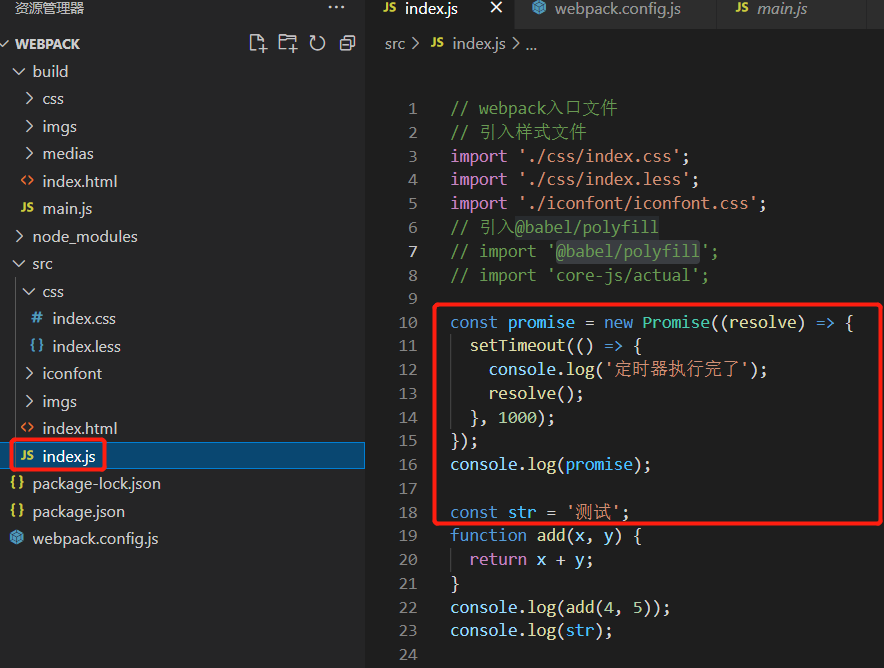 资源管理器 ...
WEBPACK
build
css
imgs
medias
index.html
JS main.js
node_modules
src
css
# index.css
{} index.less
iconfont
imgs
index.html
JS index.js
{} package-lock.json
{} package.json
webpack.config.js
JS index.js webpack.config.js JS main.js
src > JS index.js > ...
1 // webpack入口文件
2 // 引入样式文件
3 import './css/index.css';
4 import './css/index.less';
5 import './iconfont/iconfont.css';
6 // 引入@babel/polyfill
7 // import '@babel/polyfill';
8 // import 'core-js/actual';
9
10 const promise = new Promise((resolve) => {
11 setTimeout(() => {
12 console.log('定时器执行完了');
13 resolve();
14 }, 1000);
15 });
16 console.log(promise);
17
18 const str = '测试';
19 function add(x, y) {
20 return x + y;
21 }
22 console.log(add(4, 5));
23 console.log(str);
24